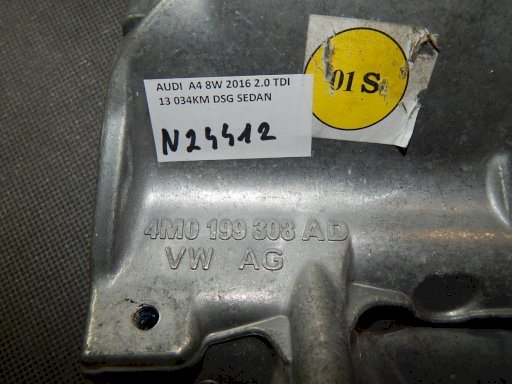 AUDI A4 8W 2016 2.0 TDI
13 034KM DSG SEDAN
N24412
01 S
4M0 199 308 AD
VW AG